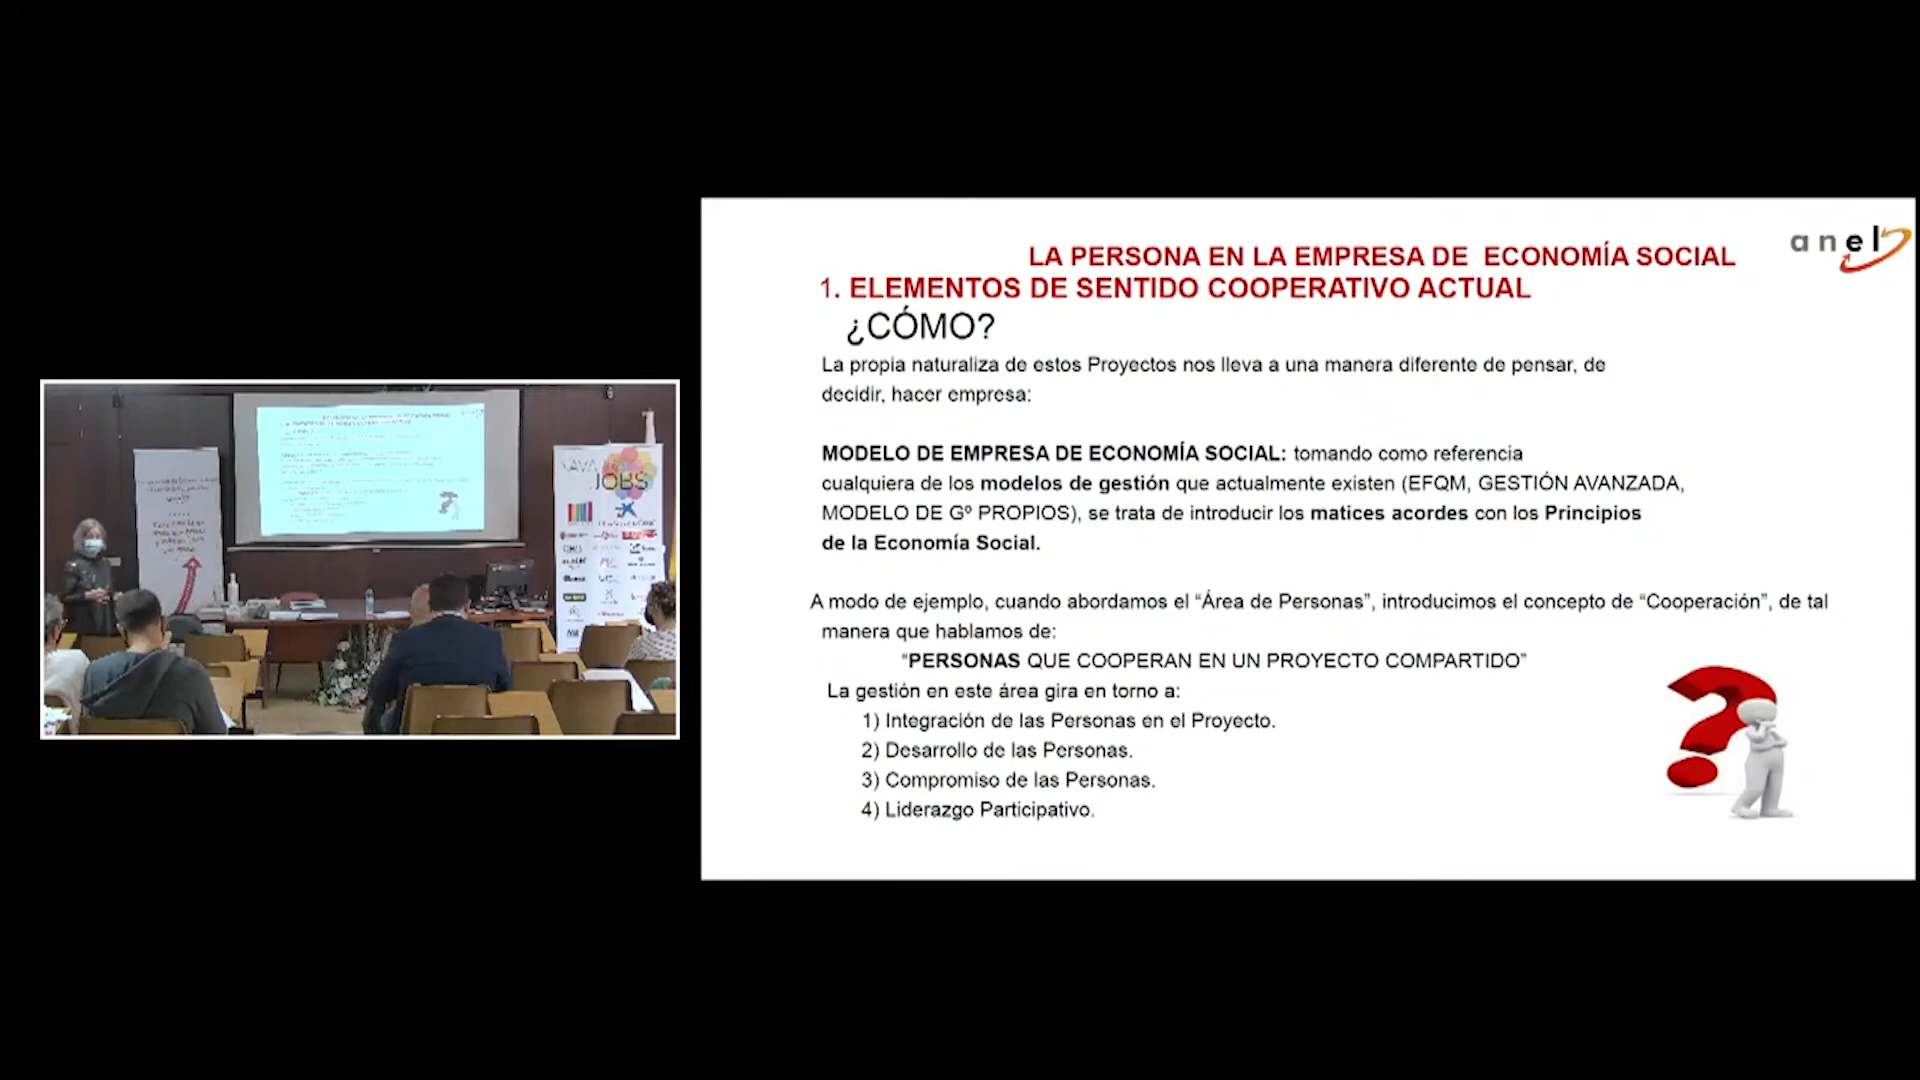 anel
LA PERSONA EN LA EMPRESA DE ECONOMÍA SOCIAL
1. ELEMENTOS DE SENTIDO COOPERATIVO ACTUAL
¿CÓMO?
La propia naturaliza de estos Proyectos nos lleva a una manera diferente de pensar, de
decidir, hacer empresa:
MODELO DE EMPRESA DE ECONOMÍA SOCIAL: tomando como referencia
cualquiera de los modelos de gestión que actualmente existen (EFQM, GESTIÓN AVANZADA,
MODELO DE Gº PROPIOS), se trata de introducir los matices acordes con los Principios
de la Economía Social.
A modo de ejemplo, cuando abordamos el “Área de Personas”, introducimos el concepto de “Cooperación”, de tal
manera que hablamos de:
“PERSONAS QUE COOPERAN EN UN PROYECTO COMPARTIDO”
La gestión en este área gira en torno a:
1) Integración de las Personas en el Proyecto.
2) Desarrollo de las Personas.
3) Compromiso de las Personas.
4) Liderazgo Participativo.
JOBS